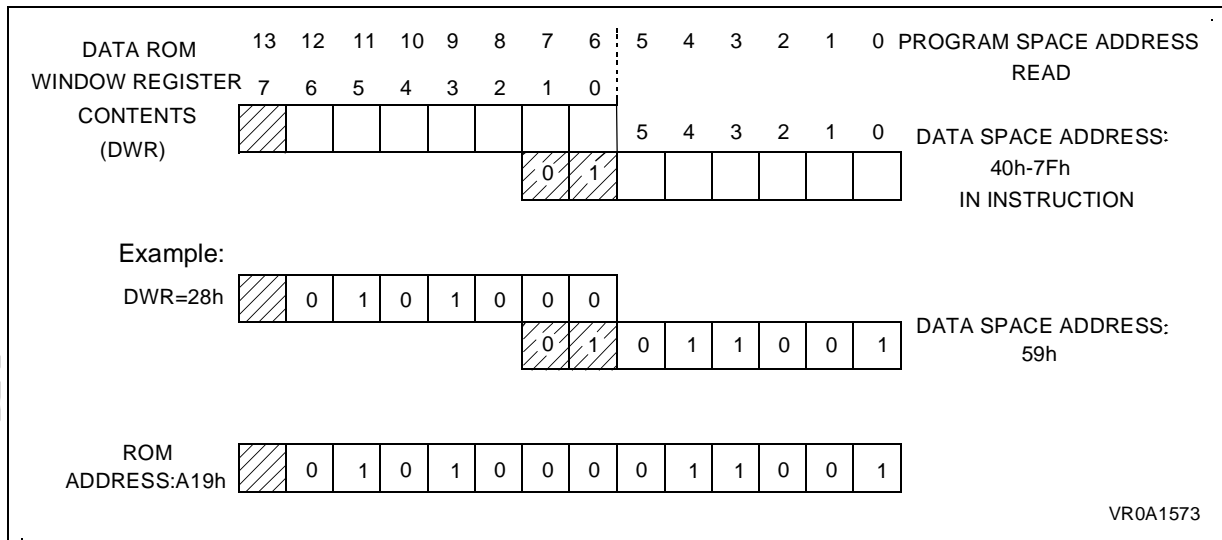 13 12 11 10 9 8 7 6 5 4 3 2 1 0 PROGRAM SPACE ADDRESS
READ
DATA ROM
WINDOW REGISTER 7 6 5 4 3 2 1 0
CONTENTS
(DWR)
5 4 3 2 1 0 DATA SPACE ADDRESS:
0 1 40h-7Fh
IN INSTRUCTION
Example:
DWR=28h 0 1 0 1 0 0 0
0 1 0 1 1 0 0 1 DATA SPACE ADDRESS:
59h
ROM
ADDRESS:A19h 0 1 0 1 0 0 0 0 1 1 0 0 1
VR0A1573